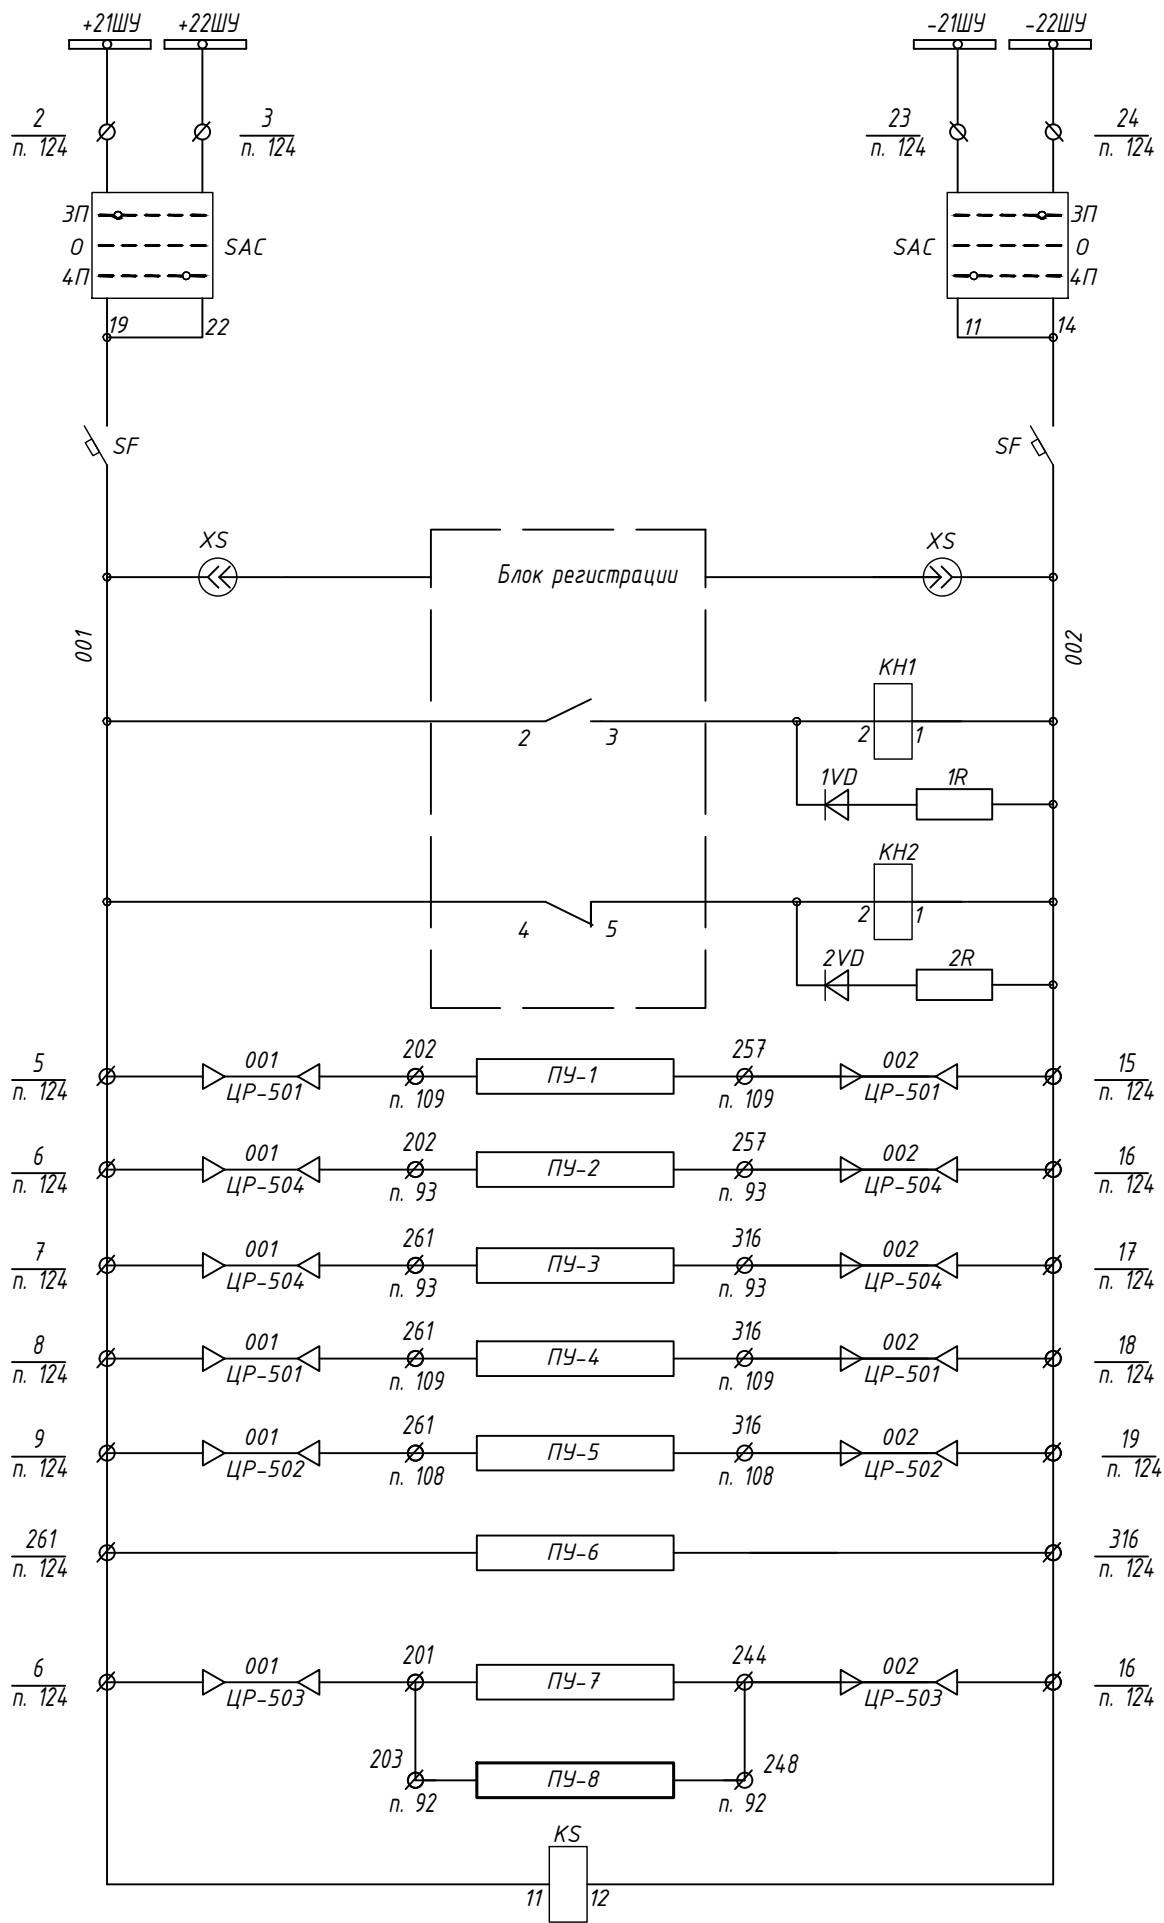 +21ШУ +22ШУ -21ШУ -22ШУ
2 3 23 24
п. 124 п. 124 п. 124 п. 124
3П 3П
0 SAC SAC 0
4П 4П
19 22 11 14
SF SF
XS XS
Блок регистрации
001 002
КН1
2 3 2 1
1VD 1R
КН2
4 5 2 1
2VD 2R
5 001 202 ПУ-1 257 002 15
п. 124 ЦР-501 п. 109 п. 109 ЦР-501 п. 124
6 001 202 ПУ-2 257 002 16
п. 124 ЦР-504 п. 93 п. 93 ЦР-504 п. 124
7 001 261 ПУ-3 316 002 17
п. 124 ЦР-504 п. 93 п. 93 ЦР-504 п. 124
8 001 261 ПУ-4 316 002 18
п. 124 ЦР-501 п. 109 п. 109 ЦР-501 п. 124
9 001 261 ПУ-5 316 002 19
п. 124 ЦР-502 п. 108 п. 108 ЦР-502 п. 124
261 ПУ-6 316
п. 124 п. 124
6 001 201 ПУ-7 244 002 16
п. 124 ЦР-503 ЦР-503 п. 124
203 ПУ-8 248
п. 92 п. 92
KS
11 12